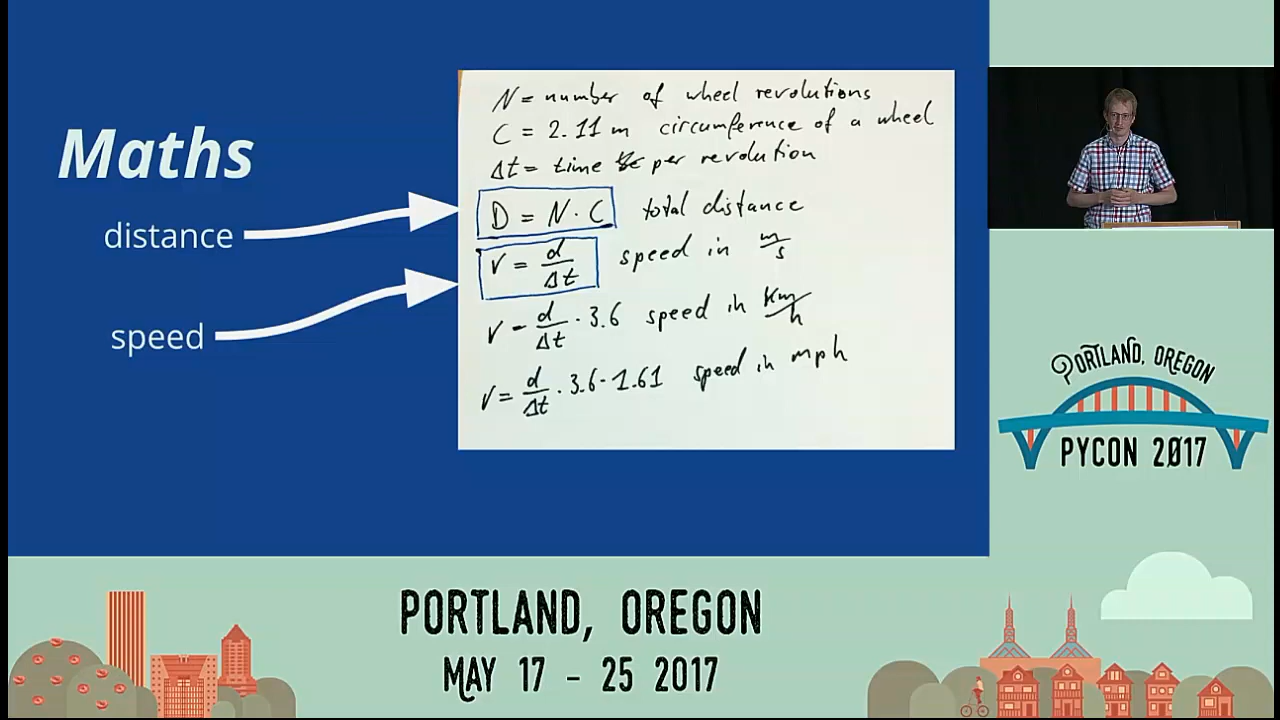 Maths
distance
speed
N = number of wheel revolutions
C = 2.11 m circumference of a wheel
Δt = time per revolution
D = N · C total distance
v = d/Δt speed in m/s
v = d/Δt · 3.6 speed in km/h
v = d/Δt · 3.6 · 1.61 speed in mph
PORTLAND, OREGON
PYCON 2017
PORTLAND, OREGON
MAY 17 - 25 2017